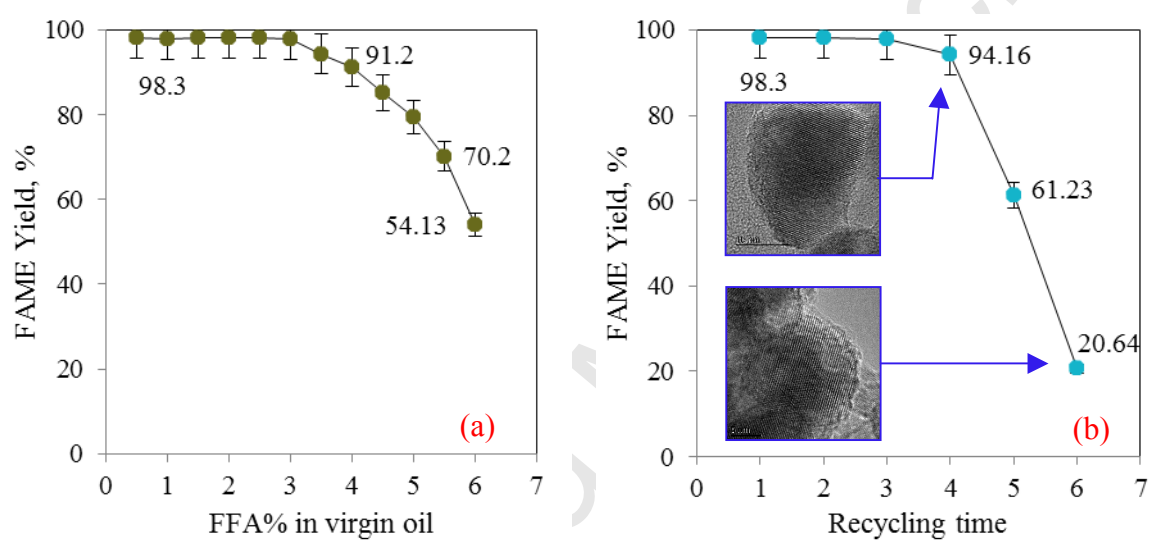 FAME Yield, %
100
80
60
40
20
0
98.3
91.2
70.2
54.13
(a)
0 1 2 3 4 5 6 7
FFA% in virgin oil
FAME Yield, %
100
80
60
40
20
0
98.3
94.16
61.23
20.64
(b)
0 1 2 3 4 5 6 7
Recycling time